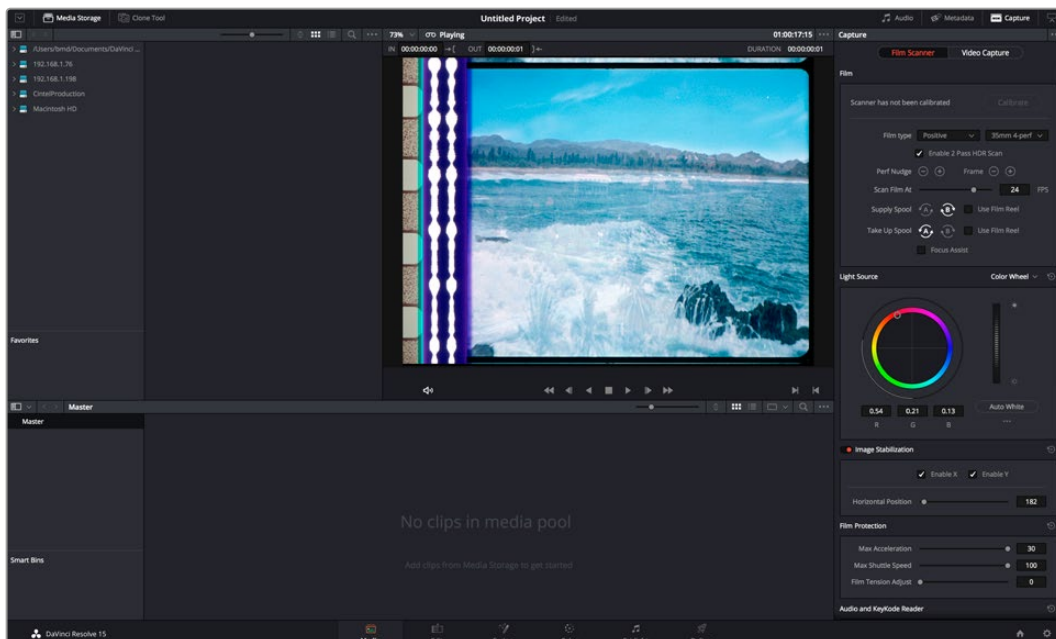 Media Storage Clone Tool Untitled Project Edited Audio Metadata Capture
73% Playing 01:00:17:15 ••• Capture
IN 00:00:00:00 OUT 00:00:00:01 DURATION 00:00:00:01
/Users/bmd/Documents/DaVinci ...
192.168.1.76
192.168.1.198
CintelProduction
Macintosh HD
Favorites
Master
Master
Smart Bins
No clips in media pool
Add clips from Media Storage to get started
Film Scanner Video Capture
Film
Scanner has not been calibrated Calibrate
Film type Positive 35mm 4-perf
Enable 2 Pass HDR Scan
Perf Nudge Frame
Scan Film At 24 FPS
Supply Spool A B Use Film Reel
Take Up Spool A B Use Film Reel
Focus Assist
Light Source Color Wheel
0.54 0.21 0.13 Auto White
R G B
Image Stabilization
Enable X Enable Y
Horizontal Position 182
Film Protection
Max Acceleration 30
Max Shuttle Speed 100
Film Tension Adjust 0
Audio and KeyKode Reader
DaVinci Resolve 15